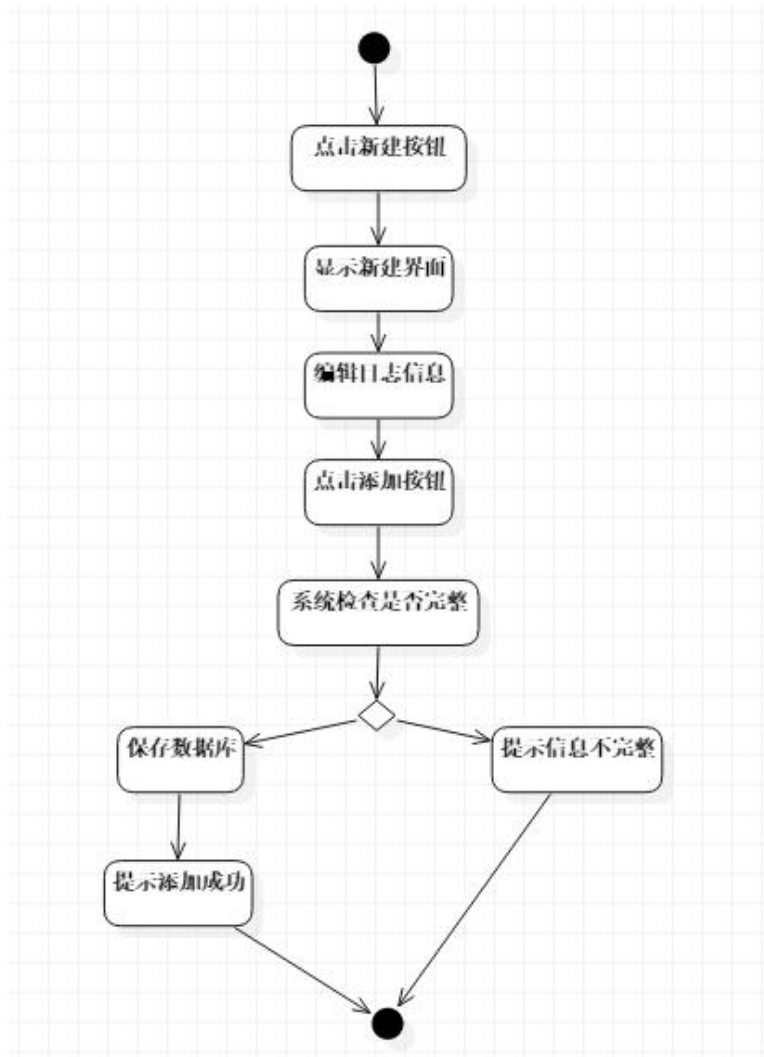 点击新建按钮
显示新建界面
编辑日志信息
点击添加按钮
系统检查是否完整
保存数据库
提示信息不完整
提示添加成功